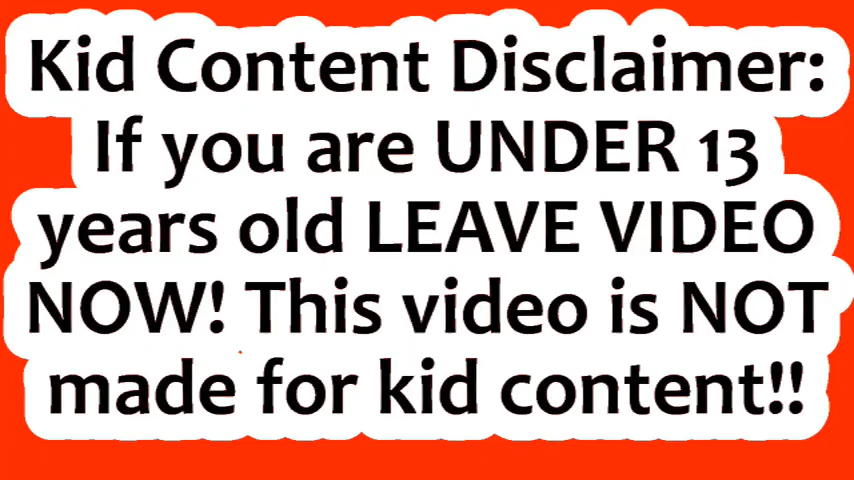 Kid Content Disclaimer:
If you are UNDER 13
years old LEAVE VIDEO
NOW! This video is NOT
made for kid content!!